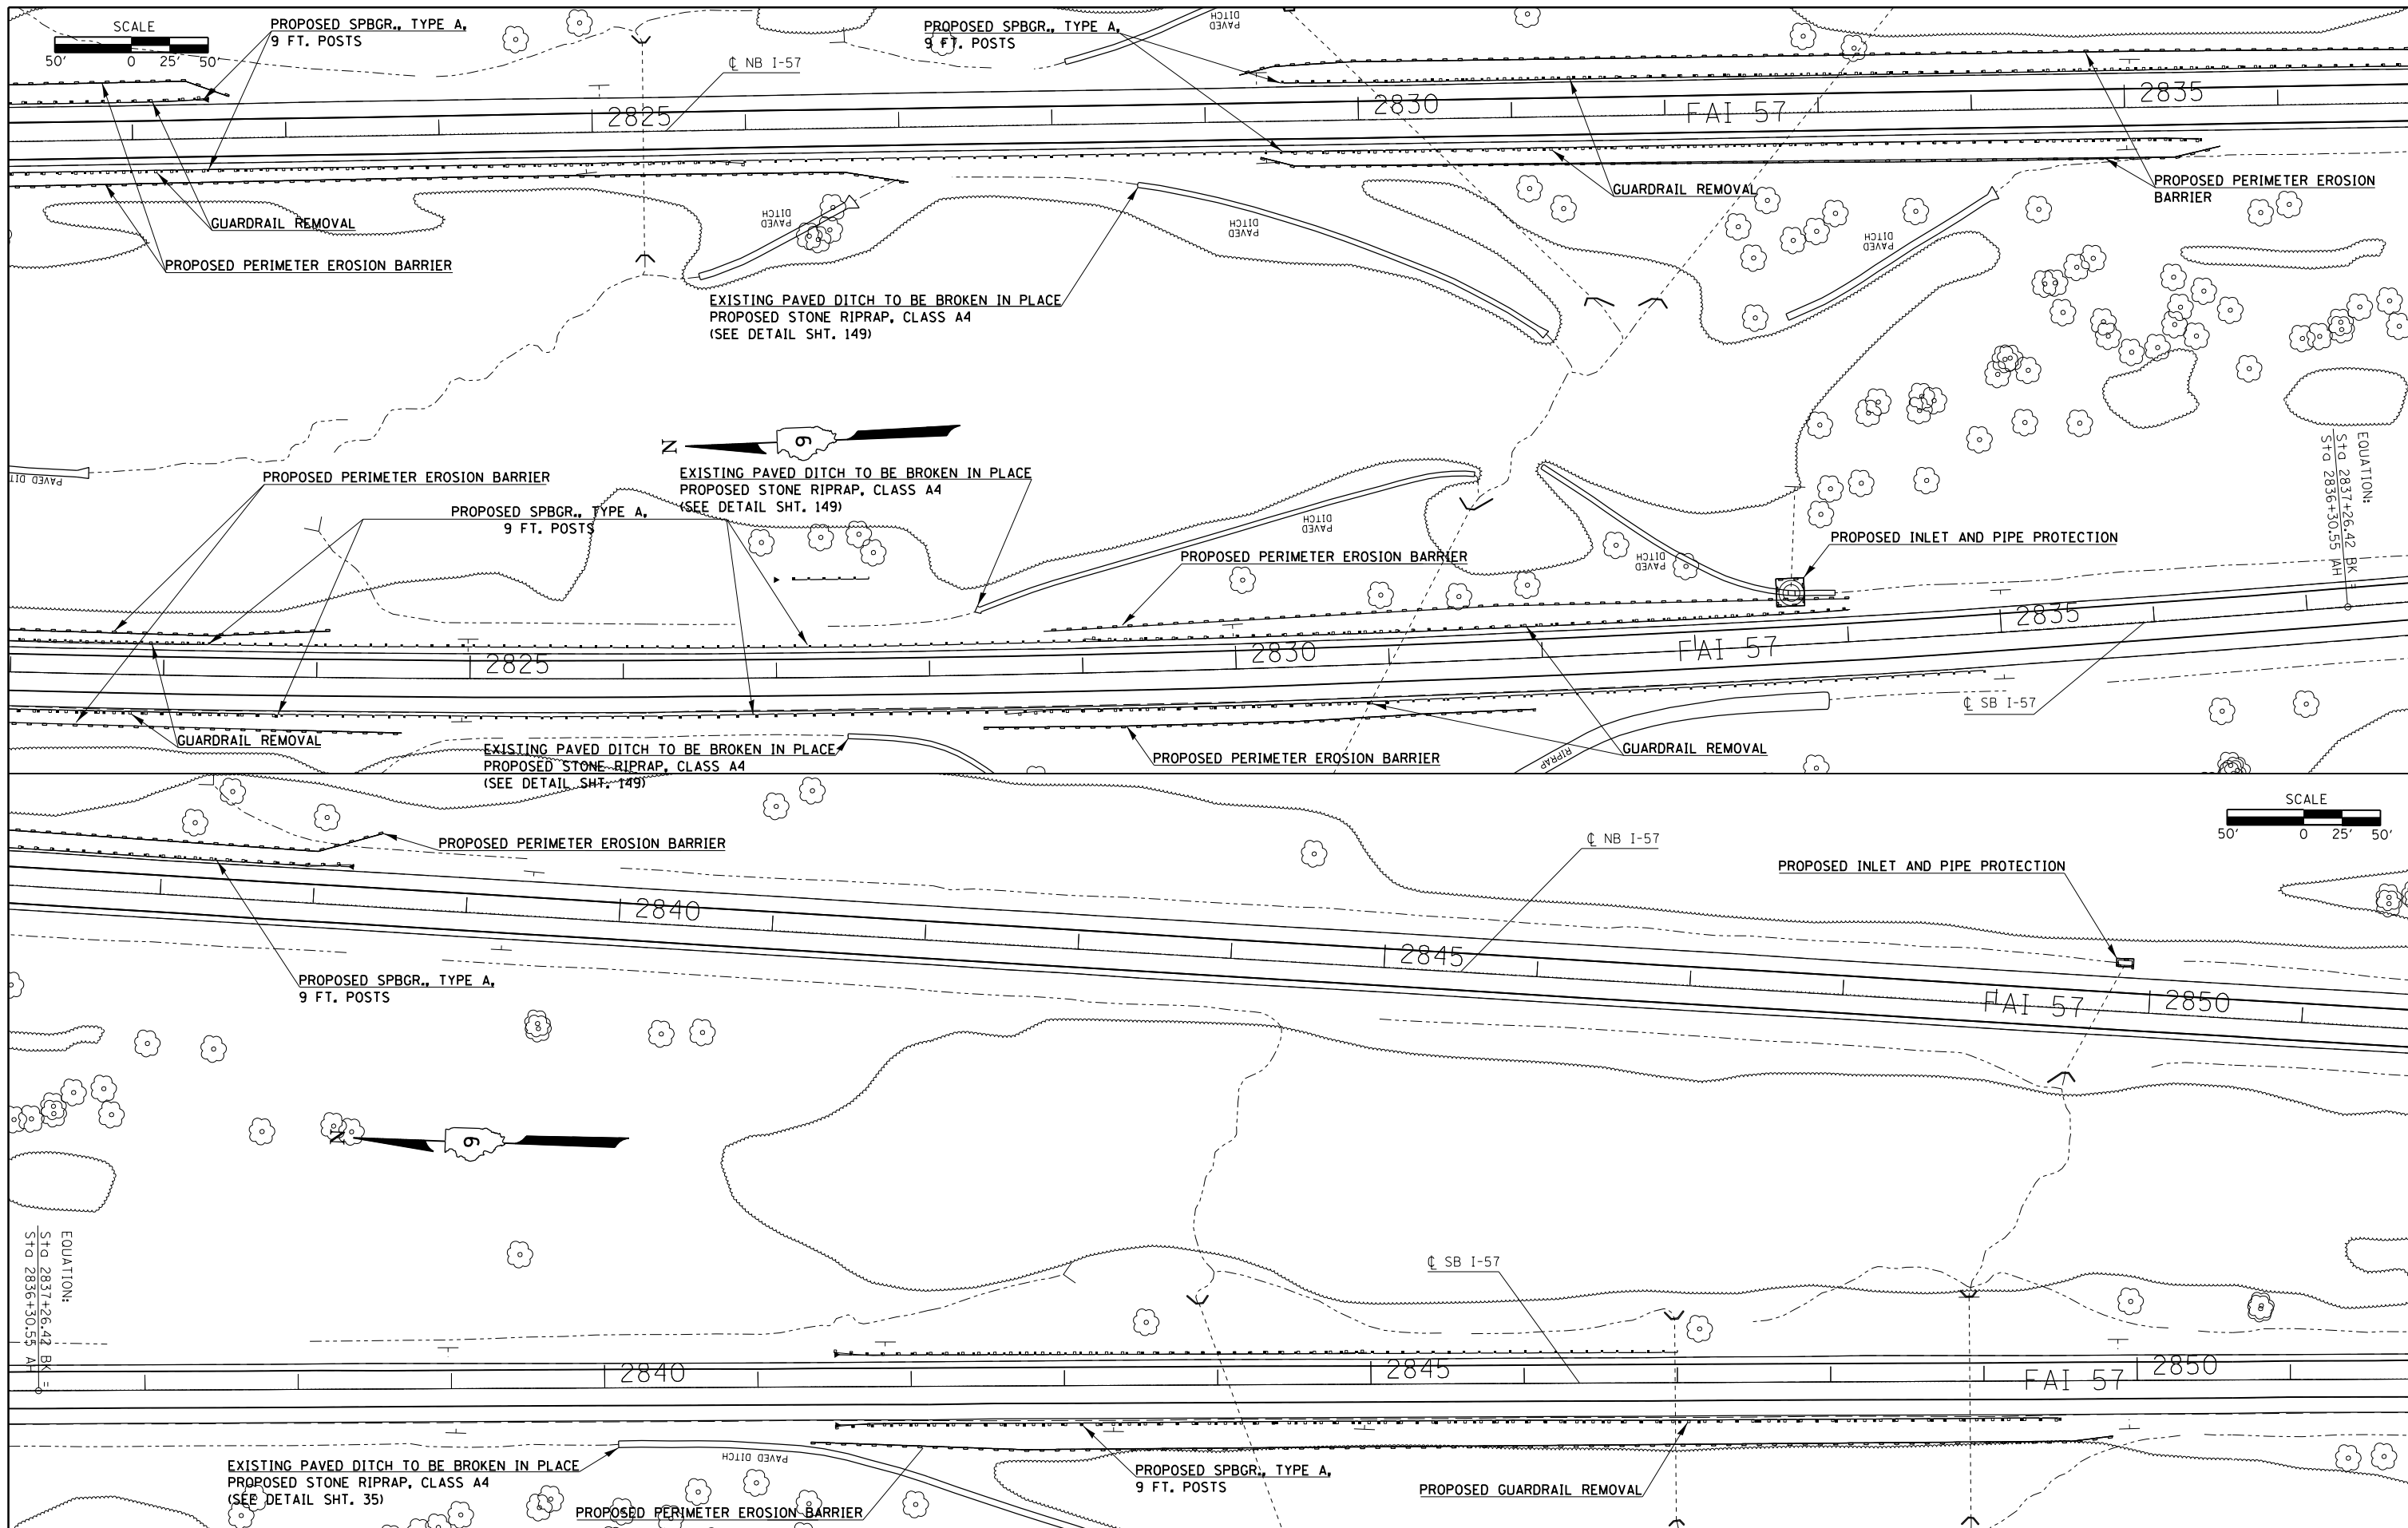 SCALE
50' 0 25' 50'
PROPOSED SPBGR., TYPE A,
9 FT. POSTS
℄ NB I-57
PROPOSED SPBGR., TYPE A,
9 FT. POSTS
PAVED
DITCH
2825
2830
FAI 57
2835
GUARDRAIL REMOVAL
PROPOSED PERIMETER EROSION
BARRIER
GUARDRAIL REMOVAL
PAVED
DITCH
PAVED
DITCH
PAVED
DITCH
PROPOSED PERIMETER EROSION BARRIER
EXISTING PAVED DITCH TO BE BROKEN IN PLACE
PROPOSED STONE RIPRAP, CLASS A4
(SEE DETAIL SHT. 149)
N
6
PAVED DIT
PROPOSED PERIMETER EROSION BARRIER
EXISTING PAVED DITCH TO BE BROKEN IN PLACE
PROPOSED STONE RIPRAP, CLASS A4
(SEE DETAIL SHT. 149)
PROPOSED SPBGR., TYPE A,
9 FT. POSTS
PAVED
DITCH
EQUATION:
Sta 2837+26.42 BK =
Sta 2836+30.55 AH
PROPOSED PERIMETER EROSION BARRIER
PAVED
DITCH
PROPOSED INLET AND PIPE PROTECTION
2825
2830
FAI 57
2835
℄ SB I-57
GUARDRAIL REMOVAL
EXISTING PAVED DITCH TO BE BROKEN IN PLACE
PROPOSED STONE RIPRAP, CLASS A4
(SEE DETAIL SHT. 149)
PROPOSED PERIMETER EROSION BARRIER
RIPRAP
GUARDRAIL REMOVAL
SCALE
50' 0 25' 50'
PROPOSED PERIMETER EROSION BARRIER
℄ NB I-57
PROPOSED INLET AND PIPE PROTECTION
2840
2845
FAI 57
2850
PROPOSED SPBGR., TYPE A,
9 FT. POSTS
N
6
EQUATION:
Sta 2837+26.42 BK =
Sta 2836+30.55 AH
℄ SB I-57
2840
2845
FAI 57
2850
EXISTING PAVED DITCH TO BE BROKEN IN PLACE
PROPOSED STONE RIPRAP, CLASS A4
(SEE DETAIL SHT. 35)
PAVED DITCH
PROPOSED PERIMETER EROSION BARRIER
PROPOSED SPBGR., TYPE A,
9 FT. POSTS
PROPOSED GUARDRAIL REMOVAL